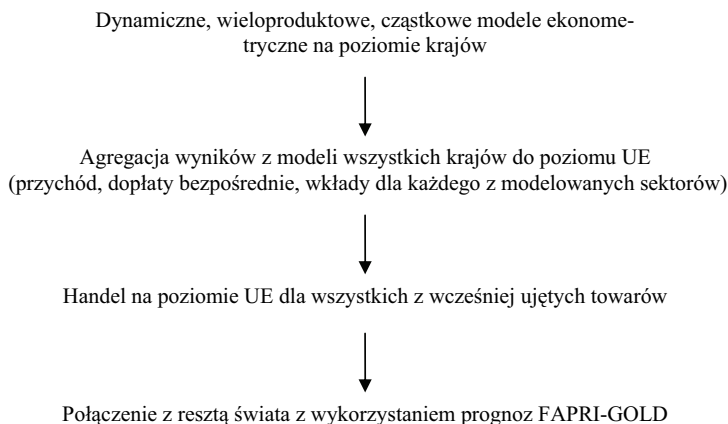 Dynamiczne, wieloproduktowe, cząstkowe modele ekonome-
tryczne na poziomie krajów
Agregacja wyników z modeli wszystkich krajów do poziomu UE
(przychód, dopłaty bezpośrednie, wkłady dla każdego z modelowanych sektorów)
Handel na poziomie UE dla wszystkich z wcześniej ujętych towarów
Połączenie z resztą świata z wykorzystaniem prognoz FAPRI-GOLD